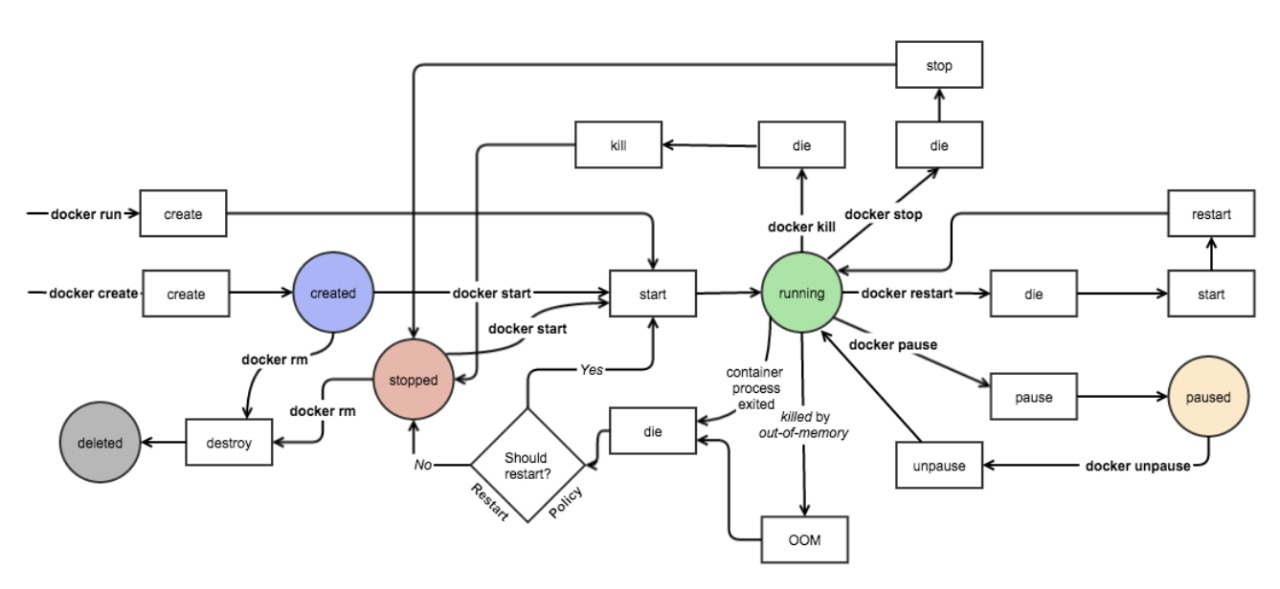 stop
kill
die
die
docker run
create
docker kill
docker stop
restart
docker create
create
created
docker start
start
running
docker restart
die
start
docker start
docker rm
docker pause
stopped
Yes
container
process
exited
pause
paused
docker rm
killed by
out-of-memory
deleted
destroy
die
Should
restart?
No
Restart
Policy
unpause
docker unpause
OOM